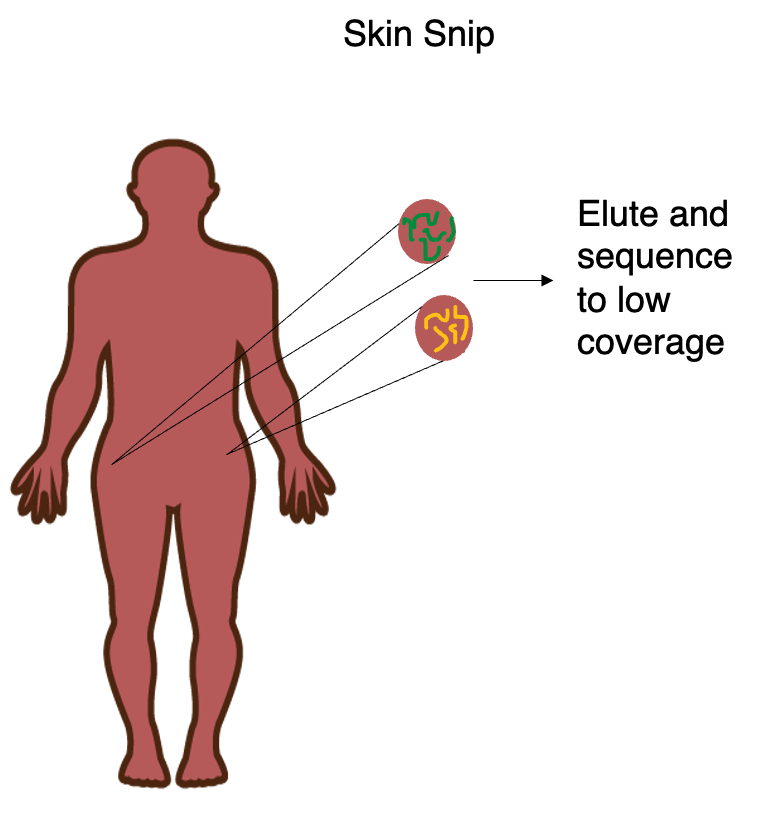 Skin Snip
Elute and
sequence
to low
coverage